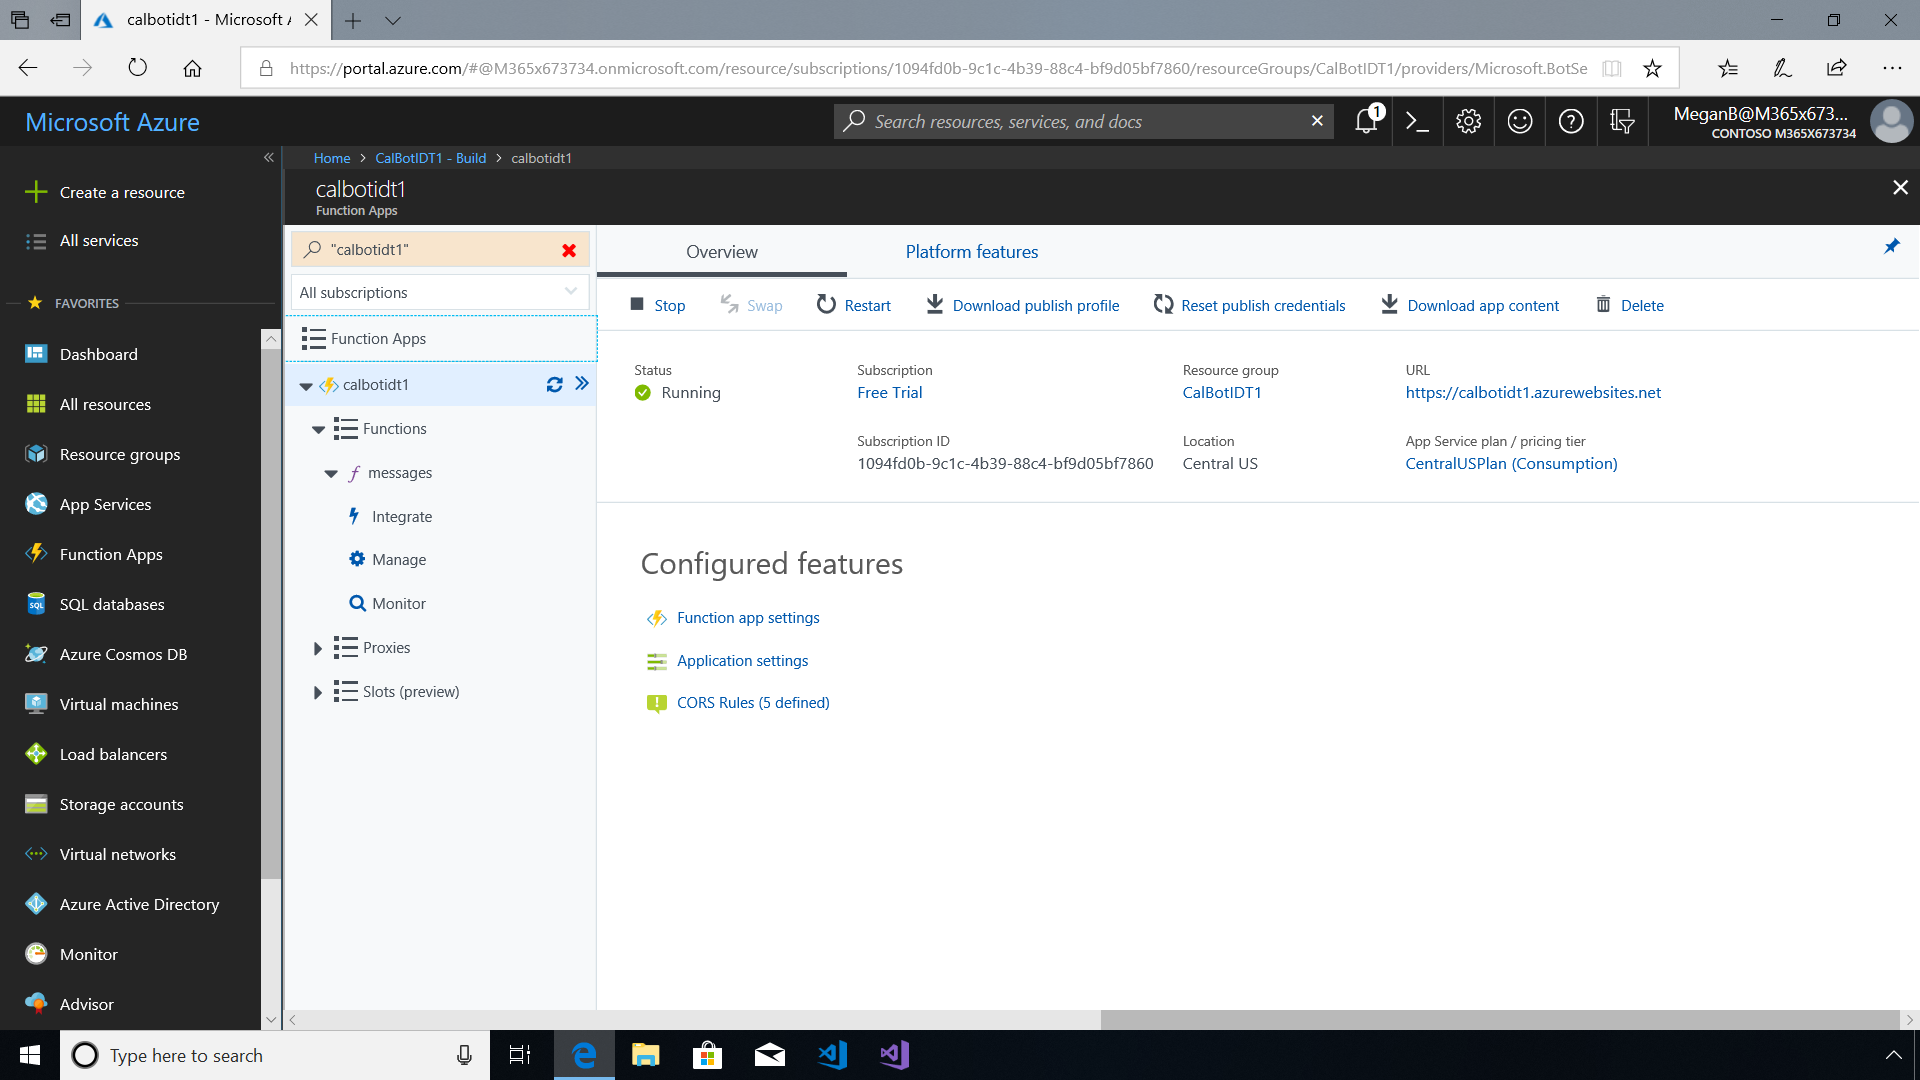 calbotidt1 - Microsoft A
https://portal.azure.com/#@M365x673734.onmicrosoft.com/resource/subscriptions/1094fd0b-9c1c-4b39-88c4-bf9d05bf7860/resourceGroups/CalBotIDT1/providers/Microsoft.BotSe
Microsoft Azure
Search resources, services, and docs
1
MeganB@M365x673...
CONTOSO M365X673734
Home > CalBotIDT1 - Build > calbotidt1
calbotidt1
Function Apps
Create a resource
All services
FAVORITES
Dashboard
All resources
Resource groups
App Services
Function Apps
SQL databases
Azure Cosmos DB
Virtual machines
Load balancers
Storage accounts
Virtual networks
Azure Active Directory
Monitor
Advisor
"calbotidt1"
All subscriptions
Function Apps
calbotidt1
Functions
messages
Integrate
Manage
Monitor
Proxies
Slots (preview)
Overview
Platform features
Stop
Swap
Restart
Download publish profile
Reset publish credentials
Download app content
Delete
Status
Running
Subscription
Free Trial
Resource group
CalBotIDT1
URL
https://calbotidt1.azurewebsites.net
Subscription ID
1094fd0b-9c1c-4b39-88c4-bf9d05bf7860
Location
Central US
App Service plan / pricing tier
CentralUSPlan (Consumption)
Configured features
Function app settings
Application settings
CORS Rules (5 defined)
Type here to search